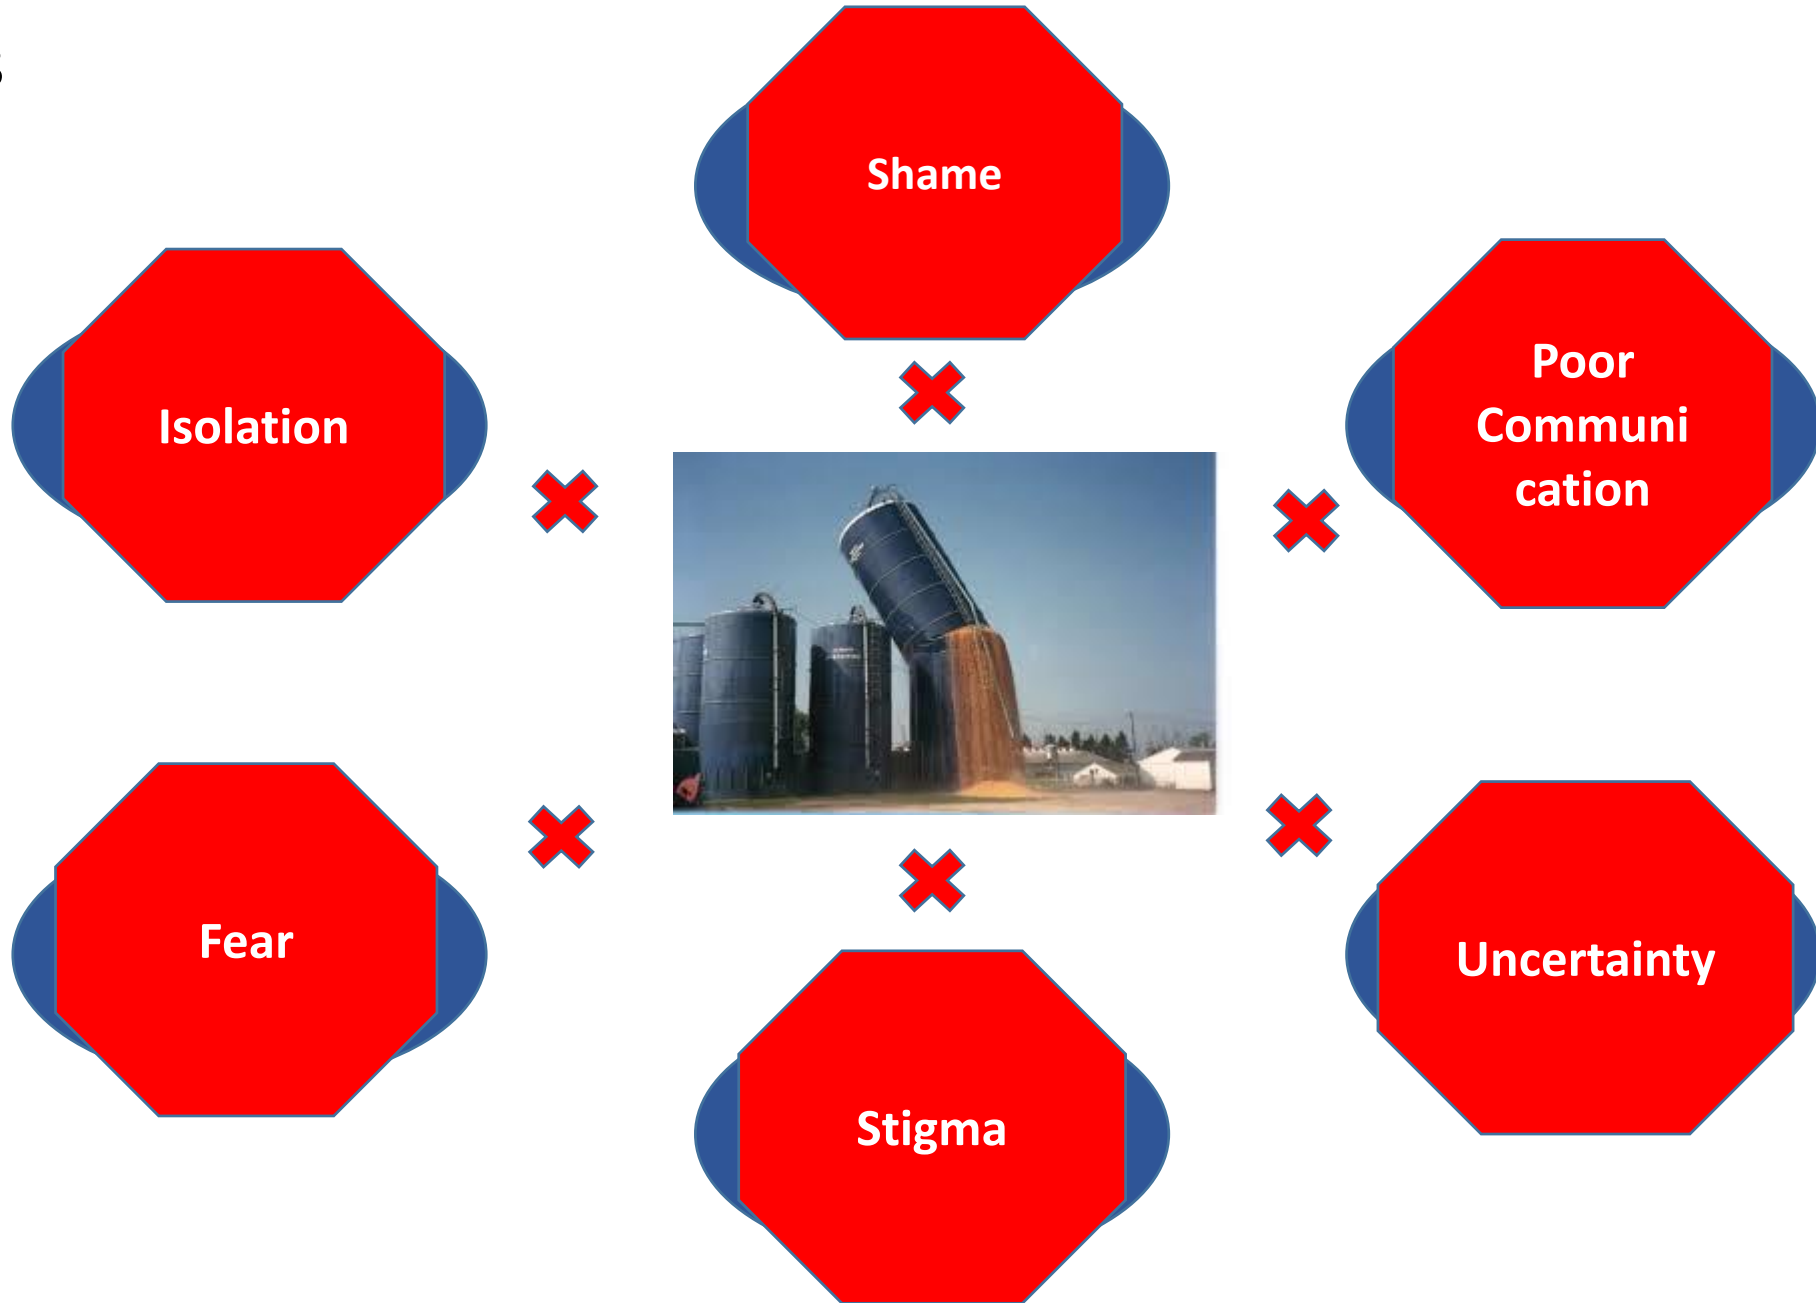 s
Shame
Isolation
Poor
Communi
cation
Fear
Uncertainty
Stigma